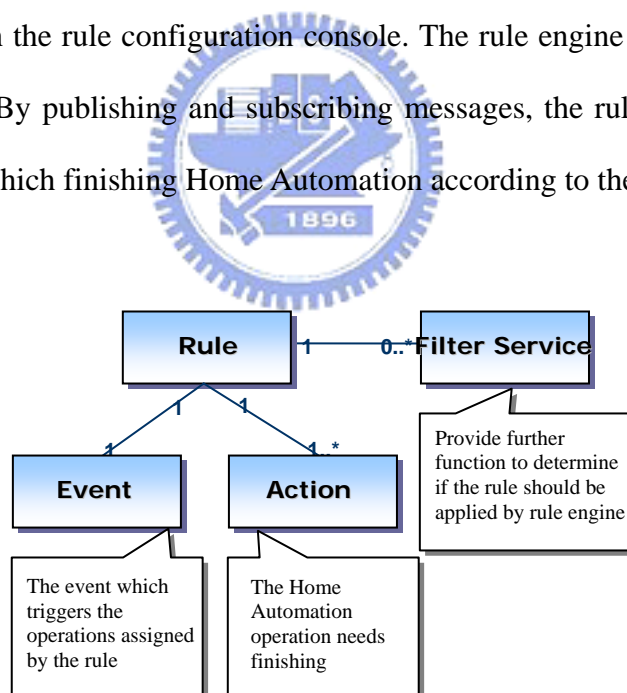 the rule configuration console. The rule engine
By publishing and subscribing messages, the rul
hich finishing Home Automation according to the
1896
Rule
1
0..*
Filter Service
1
1
1
1..*
Provide further
function to determine
if the rule should be
applied by rule engine
Event
Action
The event which
triggers the
operations assigned
by the rule
The Home
Automation
operation needs
finishing